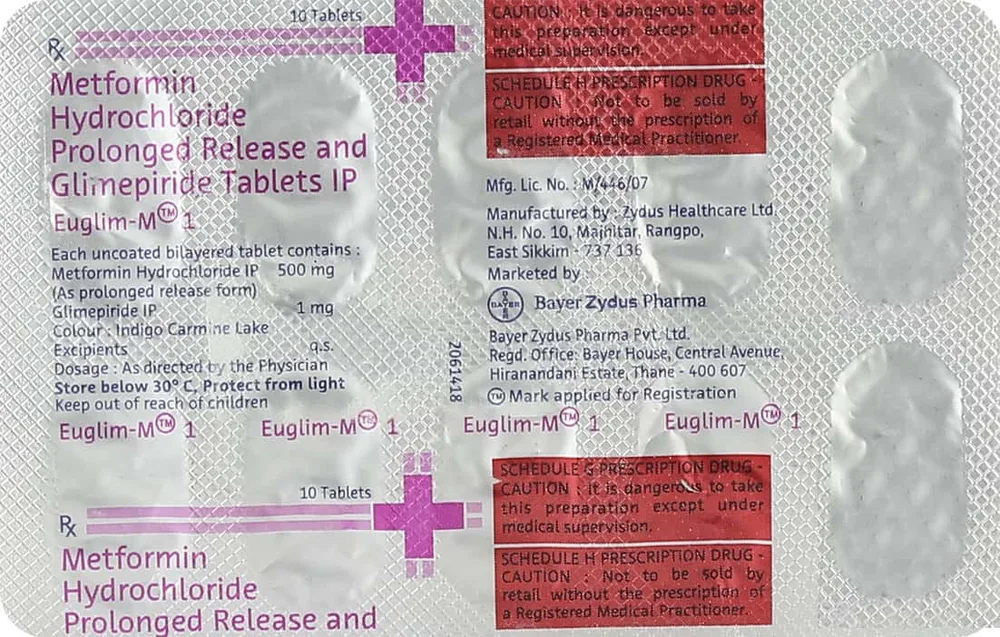 10 Tablets
Rx
Metformin
Hydrochloride
Prolonged Release and
Glimepiride Tablets IP
Euglim-M™ 1
Each uncoated bilayered tablet contains :
Metformin Hydrochloride IP 500 mg
(As prolonged release form)
Glimepiride IP 1 mg
Colour : Indigo Carmine Lake
Excipients q.s.
Dosage : As directed by the Physician
Store below 30° C, Protect from light
Keep out of reach of children
2061418
CAUTION : It is dangerous to take
this preparation except under
medical supervision.
SCHEDULE H PRESCRIPTION DRUG -
CAUTION : Not to be sold by
retail without the prescription of
a Registered Medical Practitioner.
Mfg. Lic. No. : M/446/07
Manufactured by : Zydus Healthcare Ltd.
N.H. No. 10, Majhitar, Rangpo,
East Sikkim - 737 136
Marketed by
BAYER Bayer Zydus Pharma
Bayer Zydus Pharma Pvt. Ltd.
Regd. Office: Bayer House, Central Avenue,
Hiranandani Estate, Thane - 400 607
™ Mark applied for Registration
Euglim-M™ 1 Euglim-M™ 1 Euglim-M™ 1 Euglim-M™ 1
10 Tablets
Rx
Metformin
Hydrochloride
Prolonged Release and
SCHEDULE G PRESCRIPTION DRUG -
CAUTION : It is dangerous to take
this preparation except under
medical supervision.
SCHEDULE H PRESCRIPTION DRUG -
CAUTION : Not to be sold by
retail without the prescription of
a Registered Medical Practitioner.